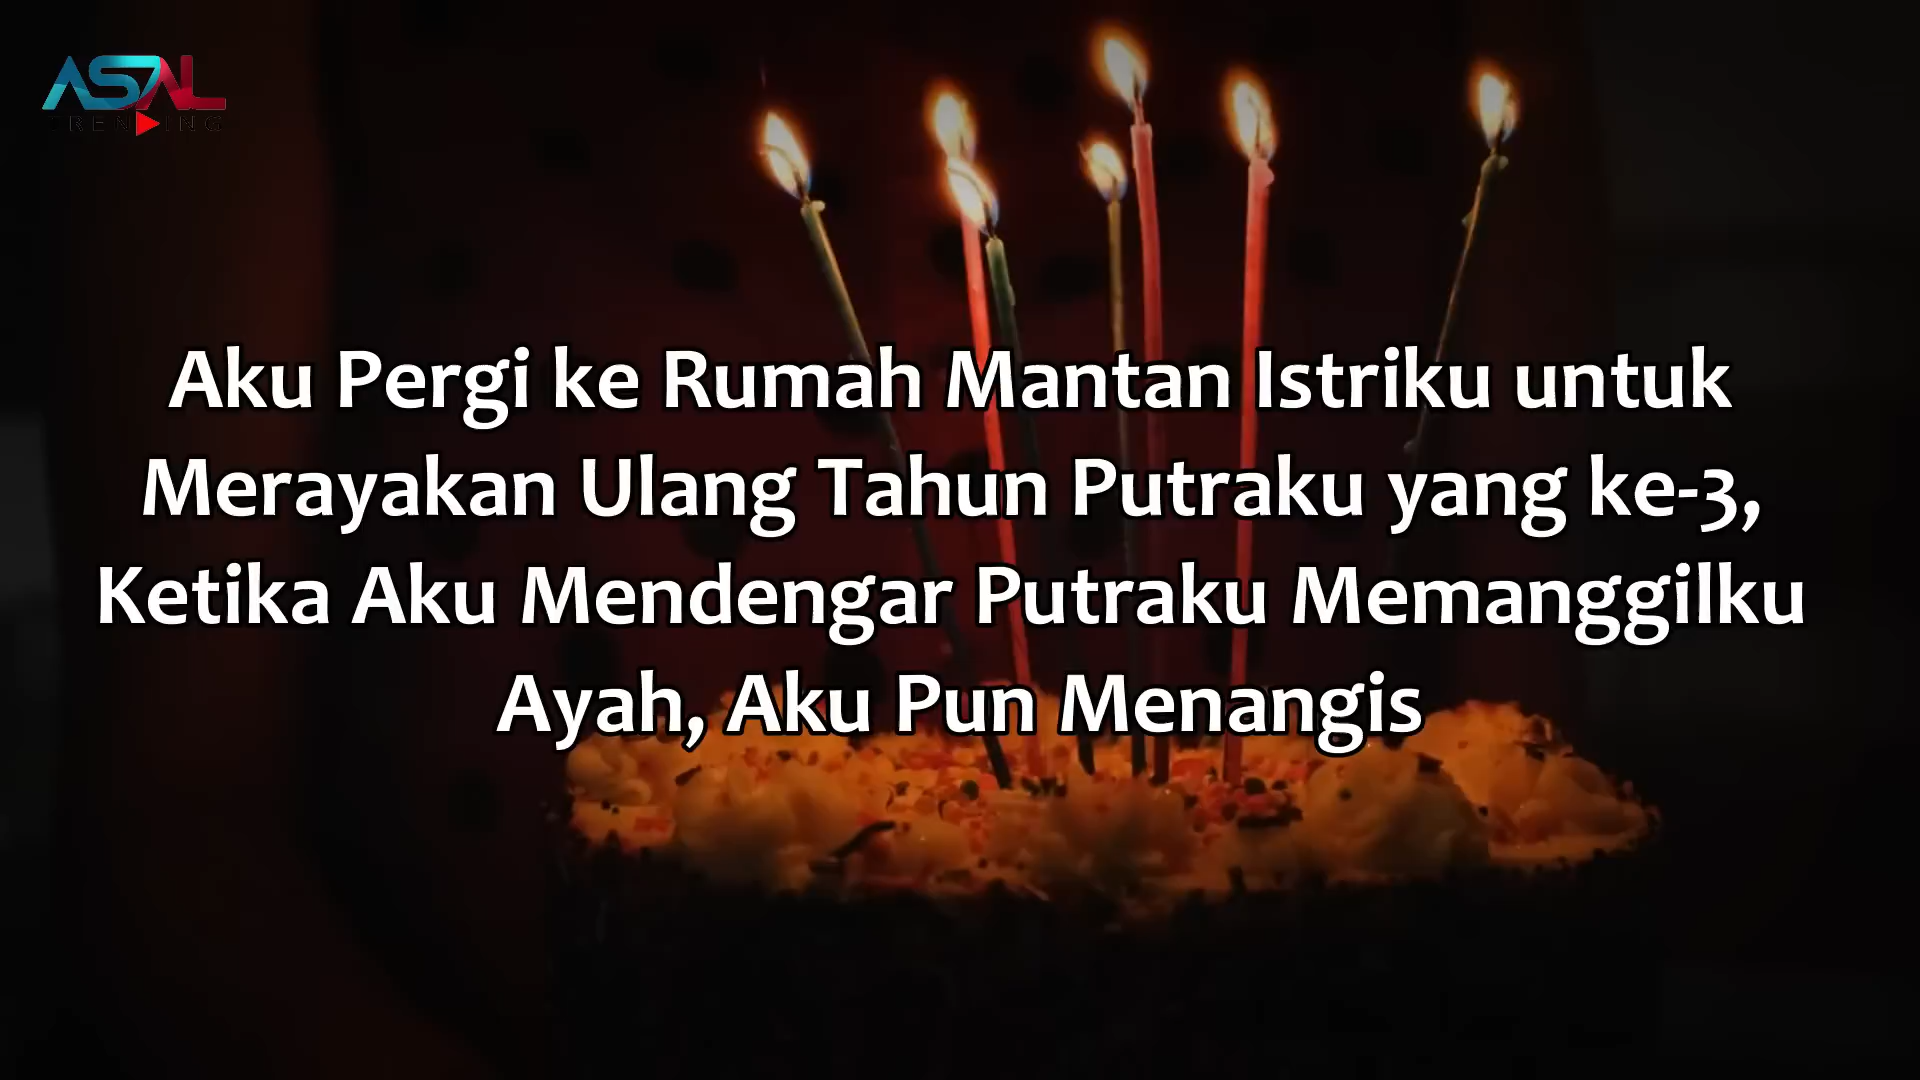 ASAL
TRENDING
Aku Pergi ke Rumah Mantan Istriku untuk
Merayakan Ulang Tahun Putraku yang ke-3,
Ketika Aku Mendengar Putraku Memanggilku
Ayah, Aku Pun Menangis